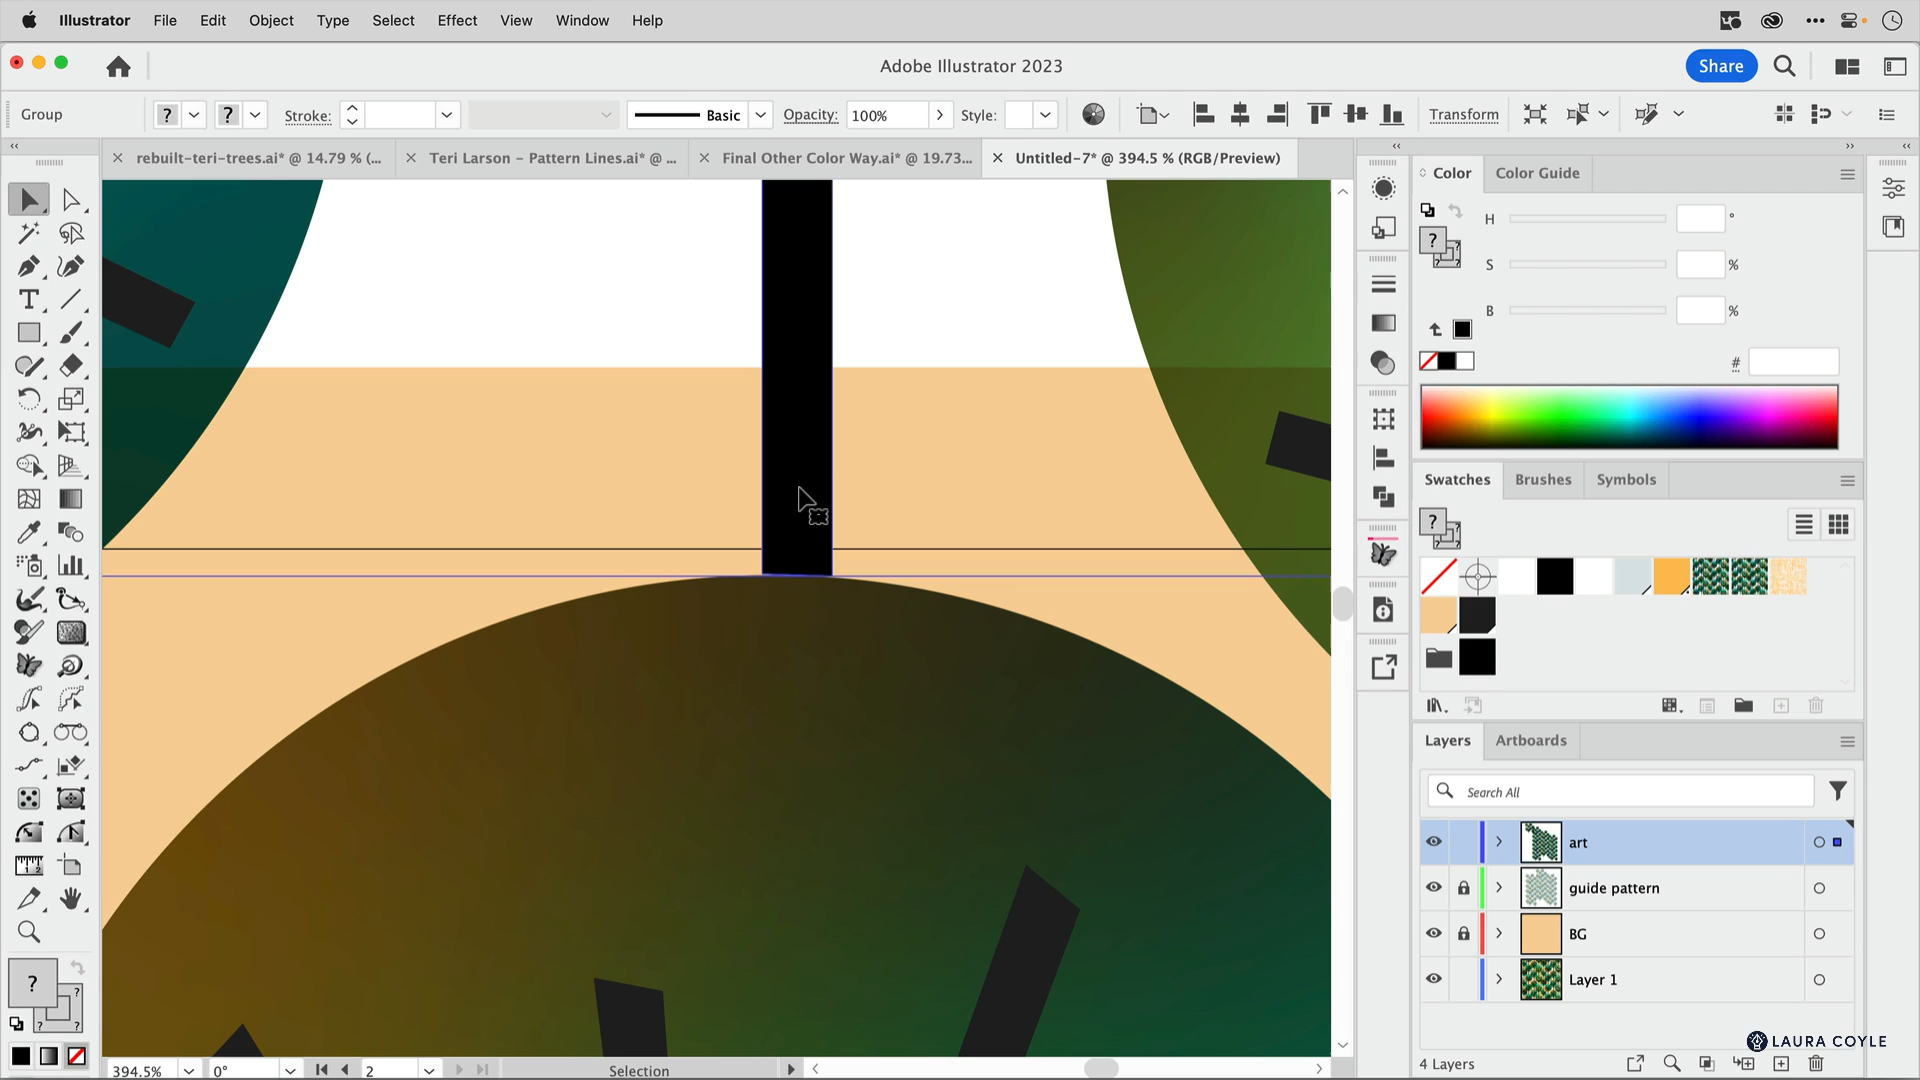 Illustrator File Edit Object Type Select Effect View Window Help
Adobe Illustrator 2023
Share
Group
? ? Stroke: Basic Opacity: 100% Style: Transform
rebuilt-teri-trees.ai* @ 14.79 % (...
Teri Larson - Pattern Lines.ai* @ ...
Final Other Color Way.ai* @ 19.73...
Untitled-7* @ 394.5 % (RGB/Preview)
Color Color Guide
H °
S %
B %
#
Swatches Brushes Symbols
Layers Artboards
Search All
art
guide pattern
BG
Layer 1
4 Layers
LAURA COYLE
394.5% 0° 2 Selection